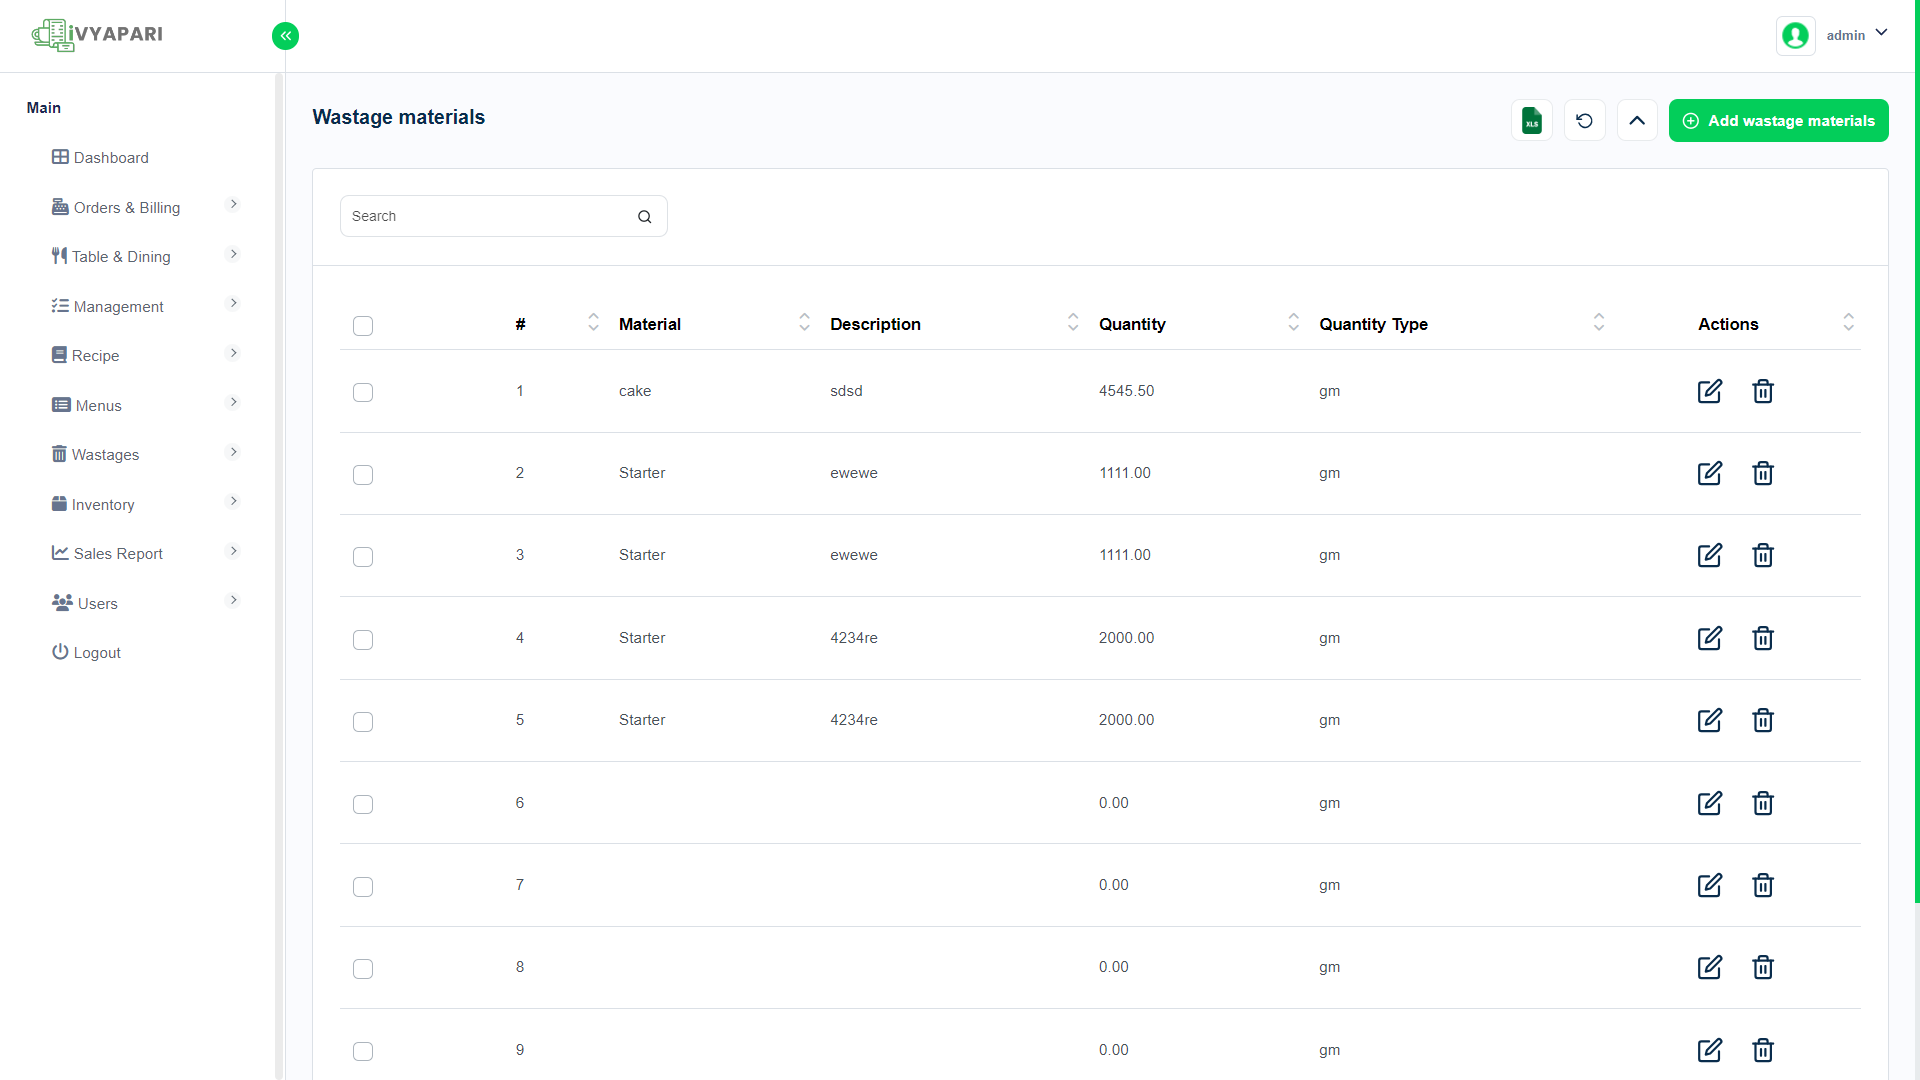 iVYAPARI
admin
Main
Dashboard
Orders & Billing
Table & Dining
Management
Recipe
Menus
Wastages
Inventory
Sales Report
Users
Logout
Wastage materials
XLS
Add wastage materials
Search
# Material Description Quantity Quantity Type Actions
1 cake sdsd 4545.50 gm
2 Starter ewewe 1111.00 gm
3 Starter ewewe 1111.00 gm
4 Starter 4234re 2000.00 gm
5 Starter 4234re 2000.00 gm
6 0.00 gm
7 0.00 gm
8 0.00 gm
9 0.00 gm